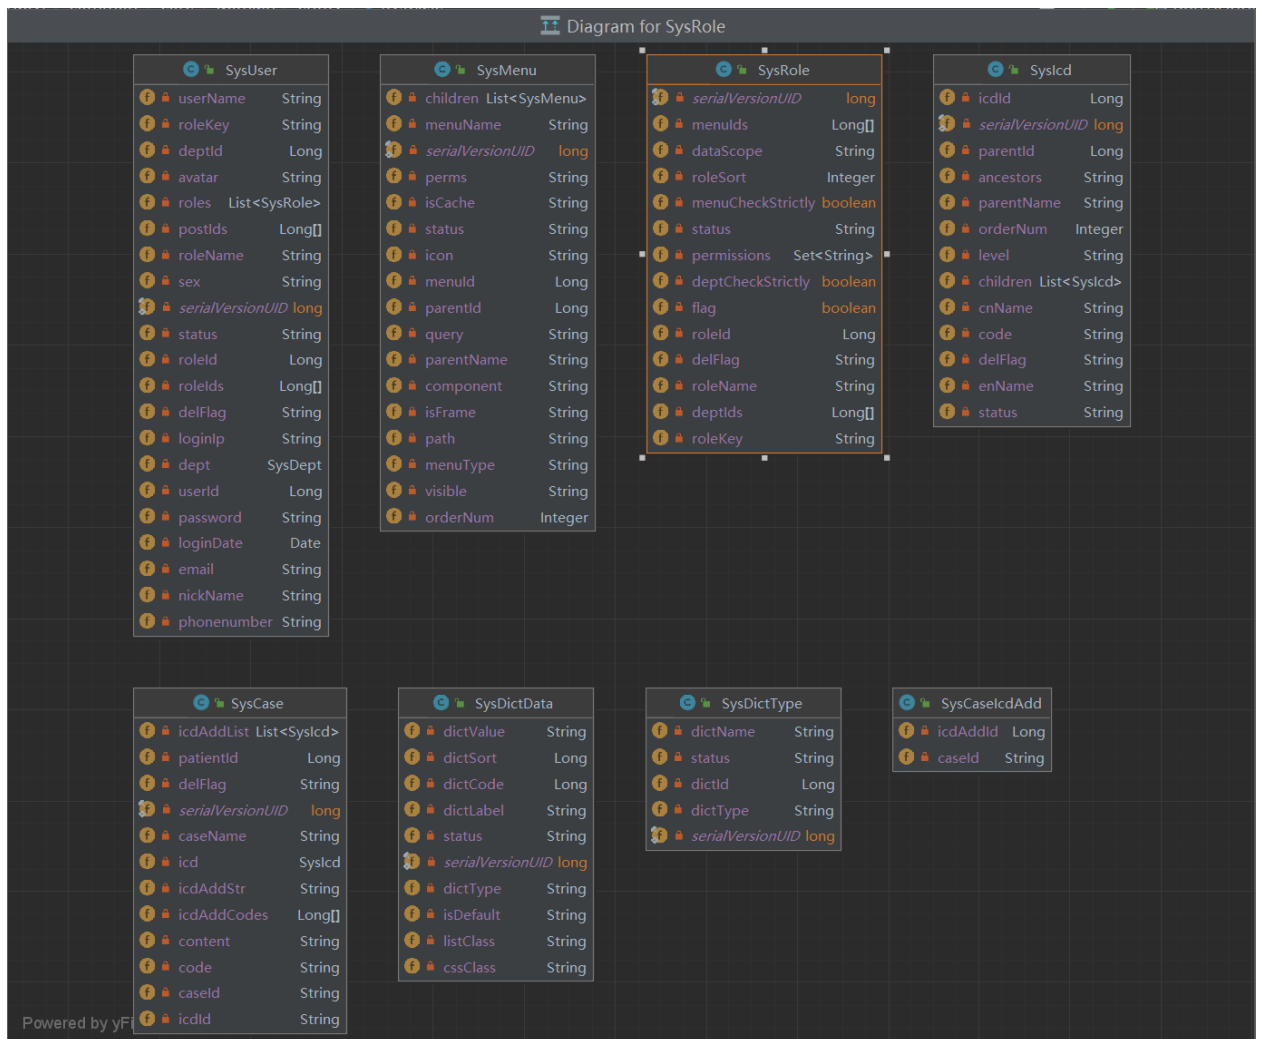 Diagram for SysRole
SysUser
userName String
roleKey String
deptId Long
avatar String
roles List<SysRole>
postIds Long[]
roleName String
sex String
serialVersionUID long
status String
roleId Long
roleIds Long[]
delFlag String
loginIp String
dept SysDept
userId Long
password String
loginDate Date
email String
nickName String
phonenumber String
SysMenu
children List<SysMenu>
menuName String
serialVersionUID long
perms String
isCache String
status String
icon String
menuId Long
parentId Long
query String
parentName String
component String
isFrame String
path String
menuType String
visible String
orderNum Integer
SysRole
serialVersionUID long
menuIds Long[]
dataScope String
roleSort Integer
menuCheckStrictly boolean
status String
permissions Set<String>
deptCheckStrictly boolean
flag boolean
roleId Long
delFlag String
roleName String
deptIds Long[]
roleKey String
SysIcd
icdId Long
serialVersionUID long
parentId Long
ancestors String
parentName String
orderNum Integer
level String
children List<SysIcd>
cnName String
code String
delFlag String
enName String
status String
SysCase
icdAddList List<SysIcd>
patientId Long
delFlag String
serialVersionUID long
caseName String
icd SysIcd
icdAddStr String
icdAddCodes Long[]
content String
code String
caseId String
icdId String
SysDictData
dictValue String
dictSort Long
dictCode Long
dictLabel String
status String
serialVersionUID long
dictType String
isDefault String
listClass String
cssClass String
SysDictType
dictName String
status String
dictId Long
dictType String
serialVersionUID long
SysCaseIcdAdd
icdAddId Long
caseId String
Powered by yFi